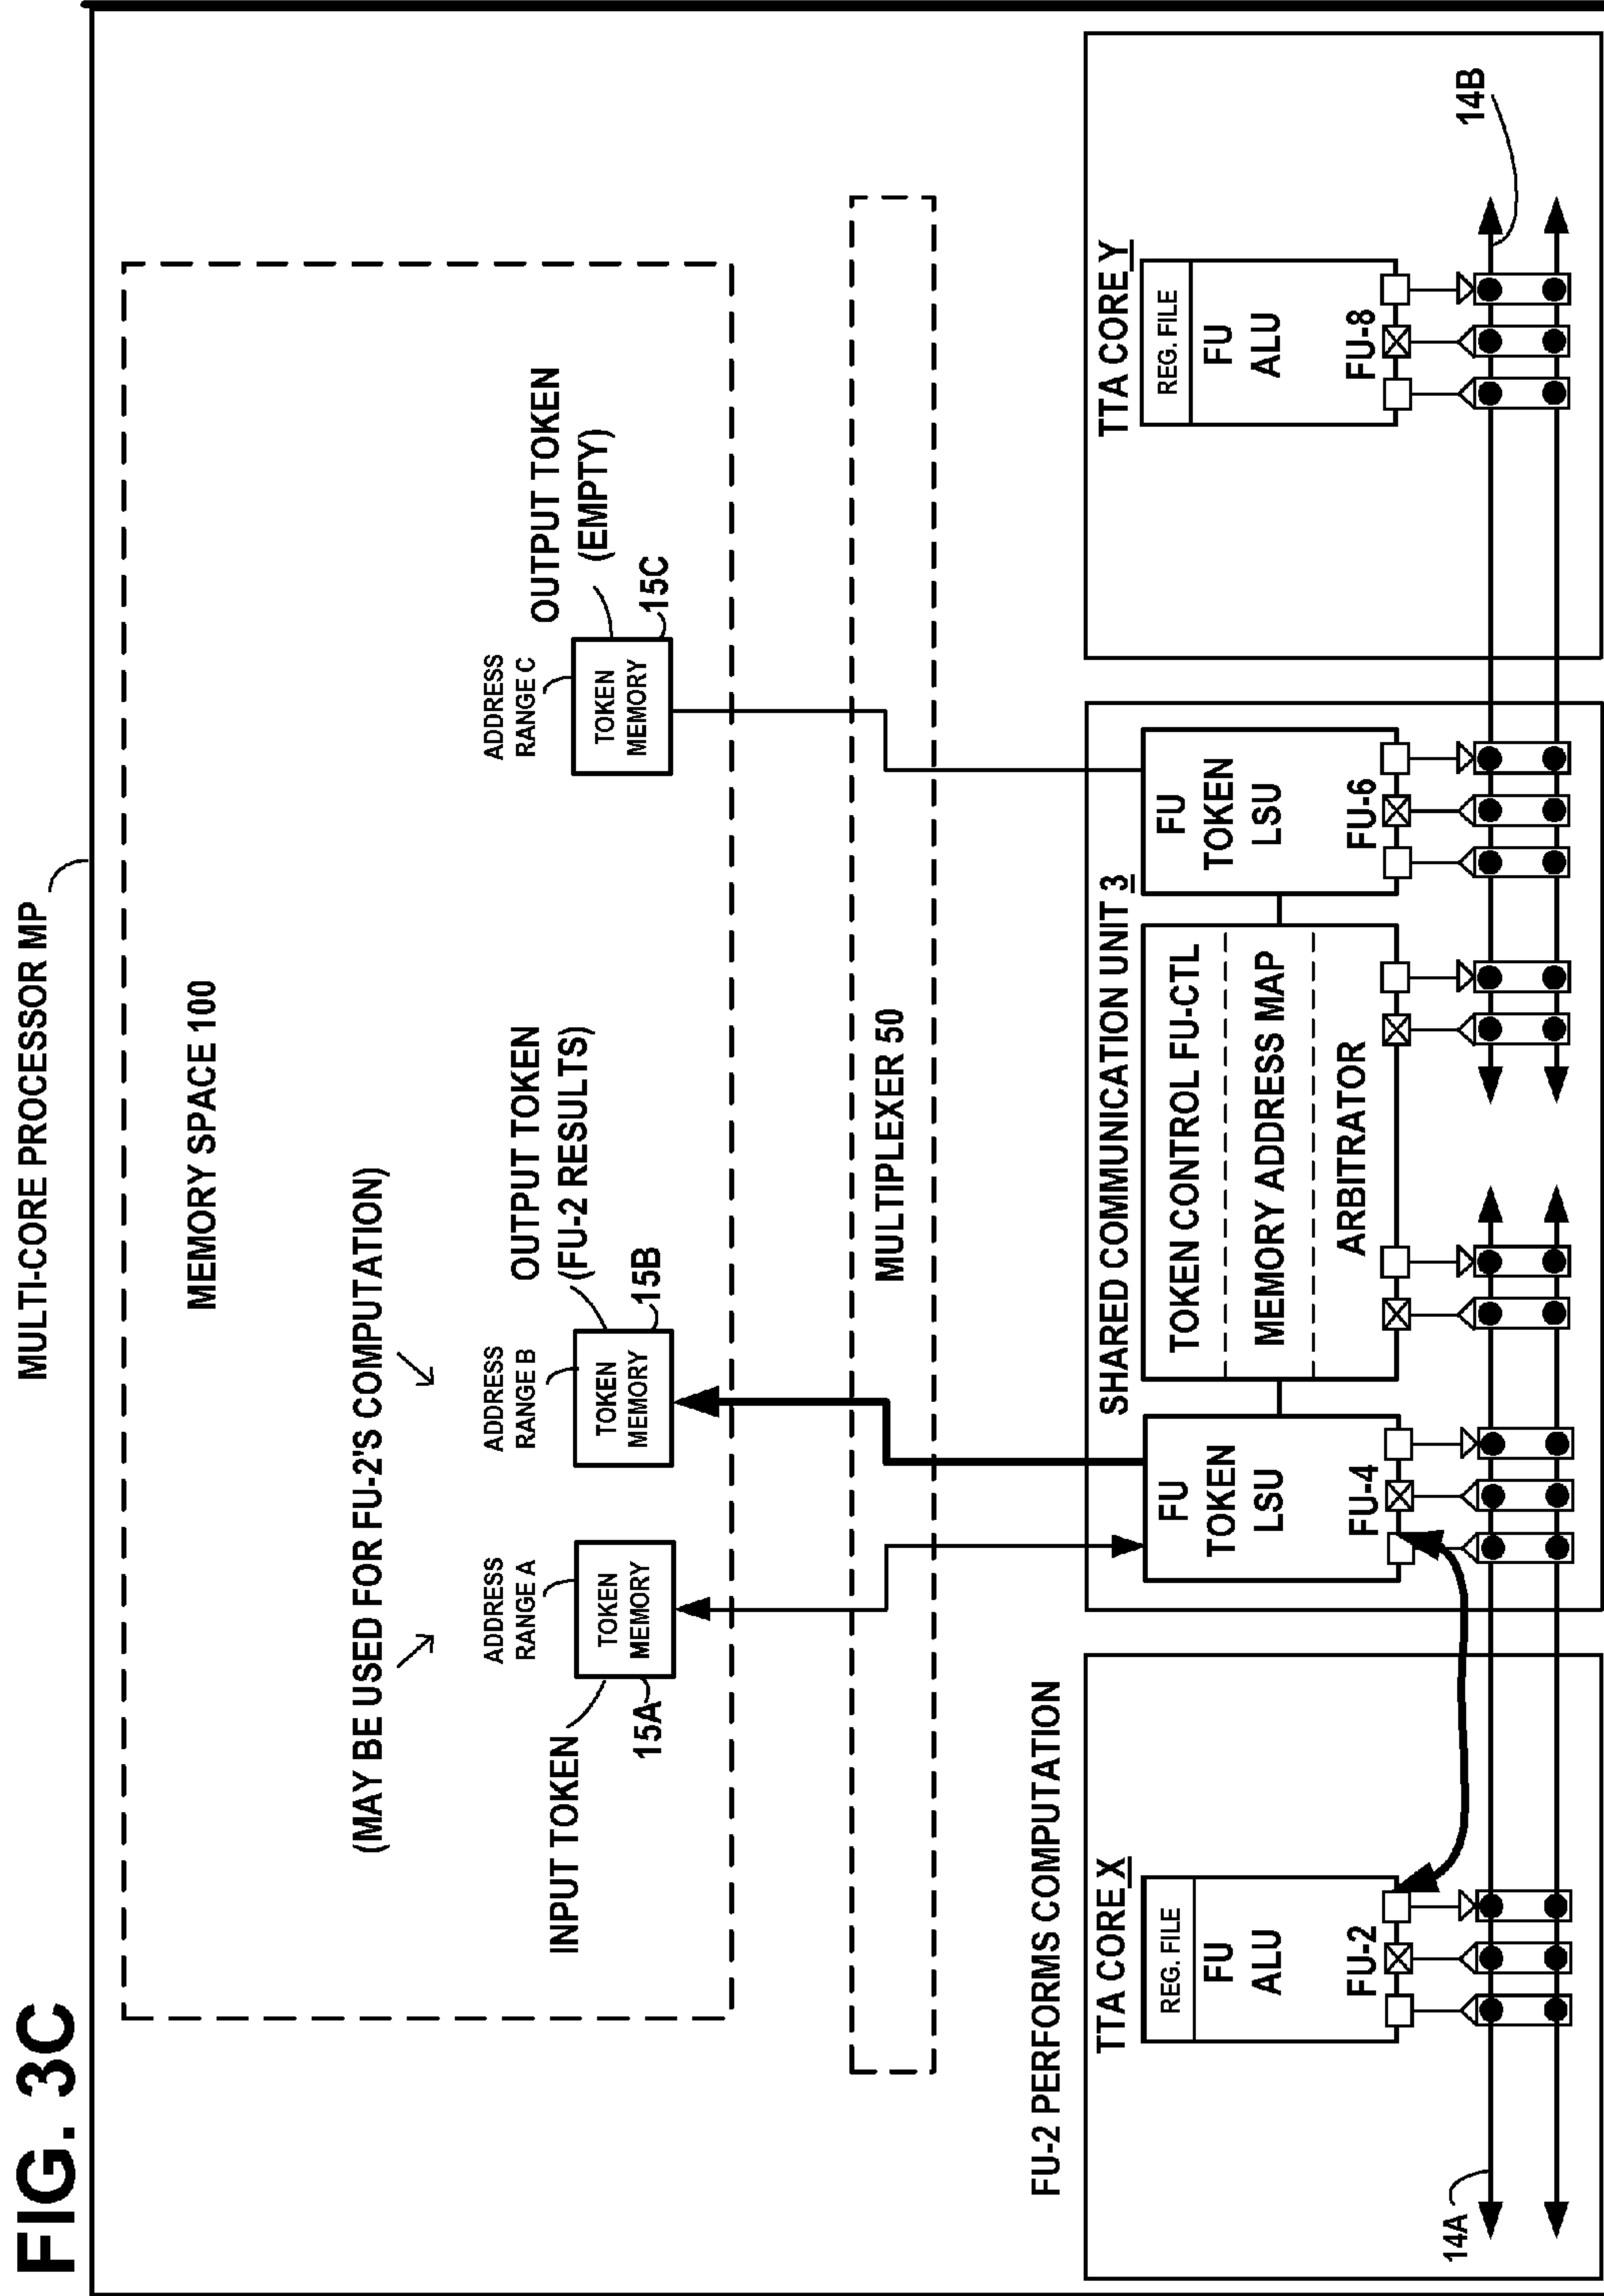 FIG. 3C
MULTI-CORE PROCESSOR MP
MEMORY SPACE 100
(MAY BE USED FOR FU-2'S COMPUTATION)
INPUT TOKEN
15A
ADDRESS
RANGE A
TOKEN
MEMORY
ADDRESS
RANGE B
TOKEN
MEMORY
OUTPUT TOKEN
(FU-2 RESULTS)
15B
ADDRESS
RANGE C
TOKEN
MEMORY
OUTPUT TOKEN
(EMPTY)
15C
MULTIPLEXER 50
FU-2 PERFORMS COMPUTATION
TTA CORE X
REG. FILE
FU
ALU
FU-2
14A
SHARED COMMUNICATION UNIT 3
FU
TOKEN
LSU
FU-4
TOKEN CONTROL FU-CTL
MEMORY ADDRESS MAP
ARBITRATOR
FU
TOKEN
LSU
FU-6
TTA CORE Y
REG. FILE
FU
ALU
FU-8
14B